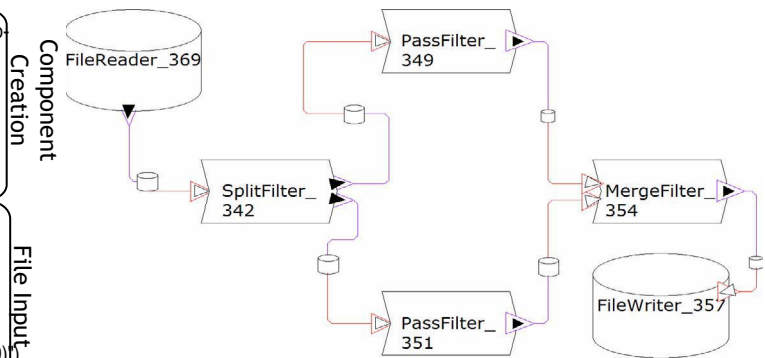 Component
Creation
File Input
FileReader_369
PassFilter_
349
SplitFilter_
342
MergeFilter_
354
FileWriter_357
PassFilter_
351